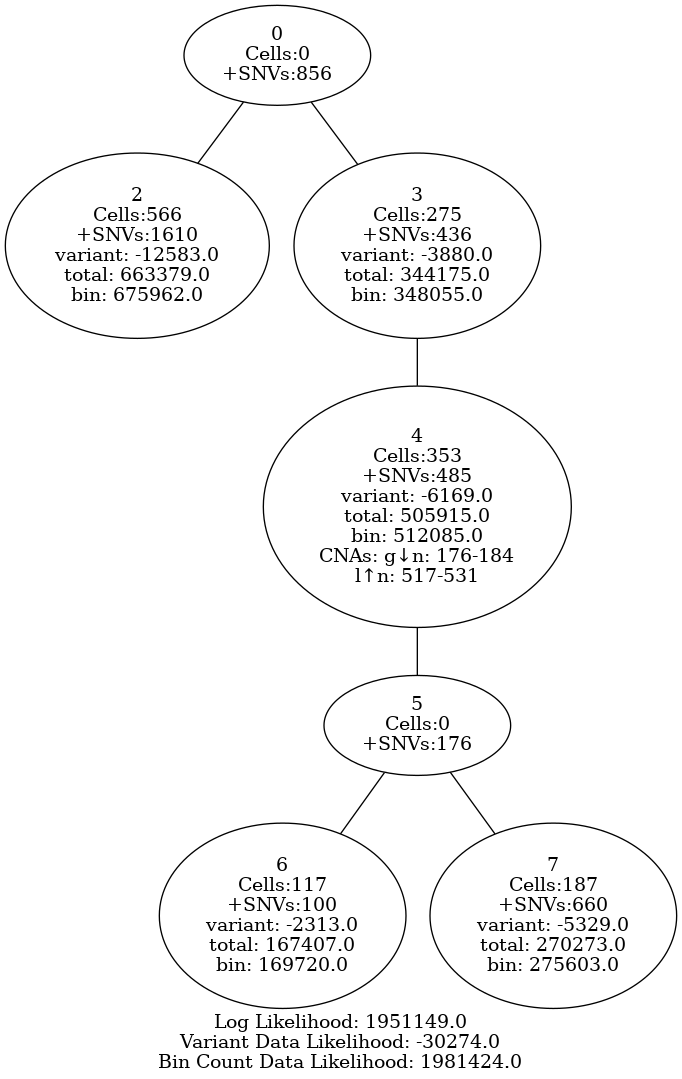 0
Cells:0
+SNVs:856
2
Cells:566
+SNVs:1610
variant: -12583.0
total: 663379.0
bin: 675962.0
3
Cells:275
+SNVs:436
variant: -3880.0
total: 344175.0
bin: 348055.0
4
Cells:353
+SNVs:485
variant: -6169.0
total: 505915.0
bin: 512085.0
CNAs: g↓n: 176-184
l↑n: 517-531
5
Cells:0
+SNVs:176
6
Cells:117
+SNVs:100
variant: -2313.0
total: 167407.0
bin: 169720.0
7
Cells:187
+SNVs:660
variant: -5329.0
total: 270273.0
bin: 275603.0
Log Likelihood: 1951149.0
Variant Data Likelihood: -30274.0
Bin Count Data Likelihood: 1981424.0